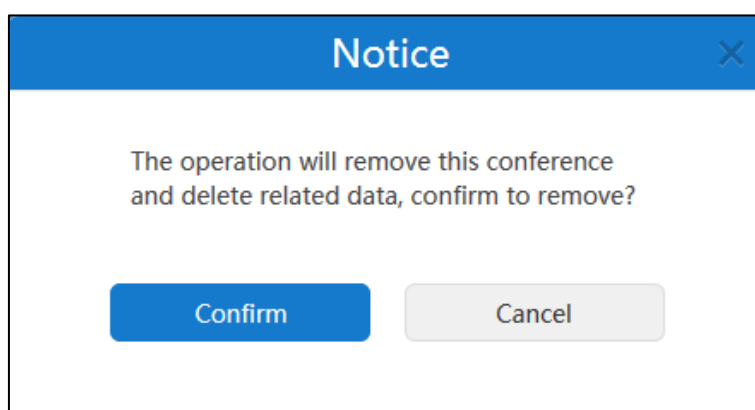 Notice
The operation will remove this conference
and delete related data, confirm to remove?
Confirm
Cancel